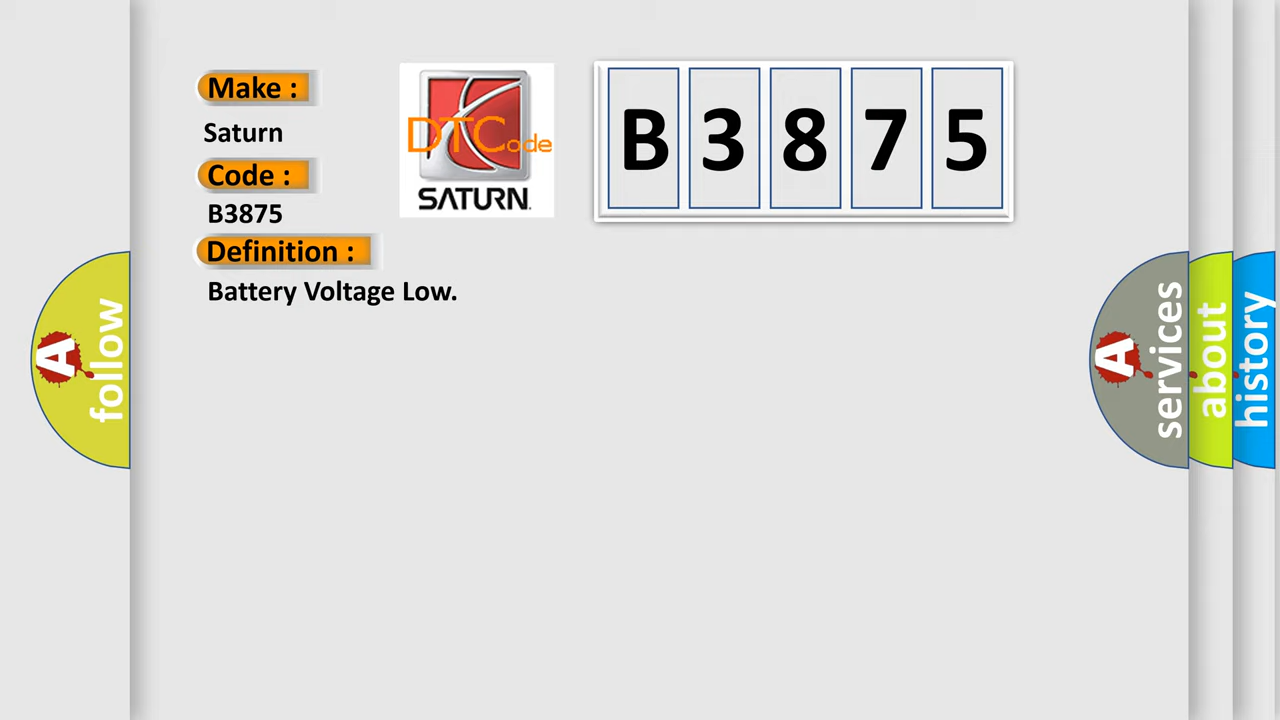 Make :
Saturn
Code :
B3875
Definition :
Battery Voltage Low.
DTCode
SATURN
B 3 8 7 5
A follow
A services
about
history